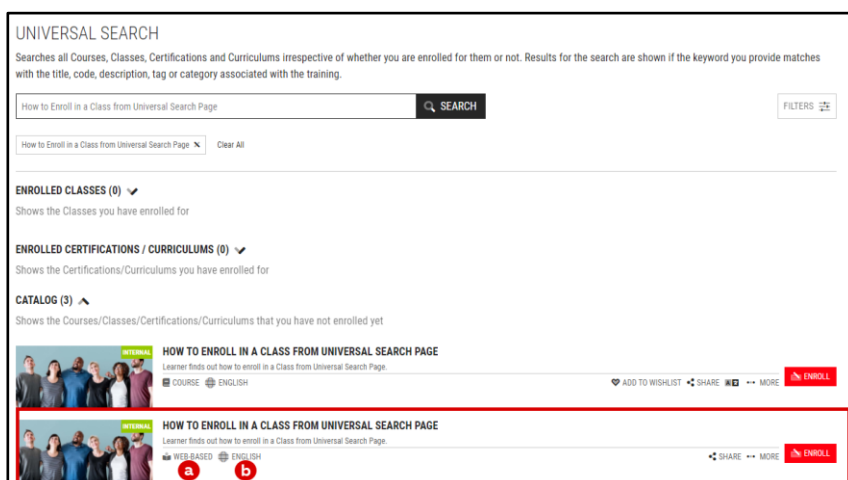 UNIVERSAL SEARCH
Searches all Courses, Classes, Certifications and Curriculums irrespective of whether you are enrolled for them or not. Results for the search are shown if the keyword you provide matches
with the title, code, description, tag or category associated with the training.
How to Enroll in a Class from Universal Search Page SEARCH FILTERS
How to Enroll in a Class from Universal Search Page X Clear All
ENROLLED CLASSES (0)
Shows the Classes you have enrolled for
ENROLLED CERTIFICATIONS / CURRICULUMS (0)
Shows the Certifications/Curriculums you have enrolled for
CATALOG (3)
Shows the Courses/Classes/Certifications/Curriculums that you have not enrolled yet
INTERNAL HOW TO ENROLL IN A CLASS FROM UNIVERSAL SEARCH PAGE
Learner finds out how to enroll in a Class from Universal Search Page.
COURSE ENGLISH ADD TO WISHLIST SHARE MORE ENROLL
INTERNAL HOW TO ENROLL IN A CLASS FROM UNIVERSAL SEARCH PAGE
Learner finds out how to enroll in a Class from Universal Search Page.
WEB-BASED ENGLISH SHARE MORE ENROLL
a b